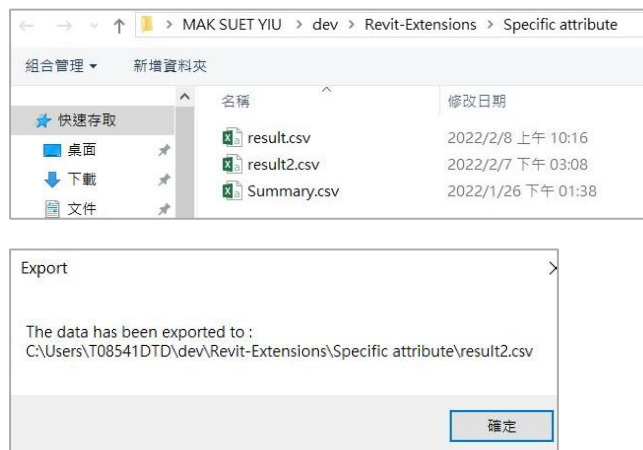 MAK SUET YIU > dev > Revit-Extensions > Specific attribute
組合管理 新增資料夾
名稱 修改日期
快速存取
桌面
下載
文件
result.csv 2022/2/8 上午 10:16
result2.csv 2022/2/7 下午 03:08
Summary.csv 2022/1/26 下午 01:38
Export
The data has been exported to :
C:\Users\T08541DTD\dev\Revit-Extensions\Specific attribute\result2.csv
確定